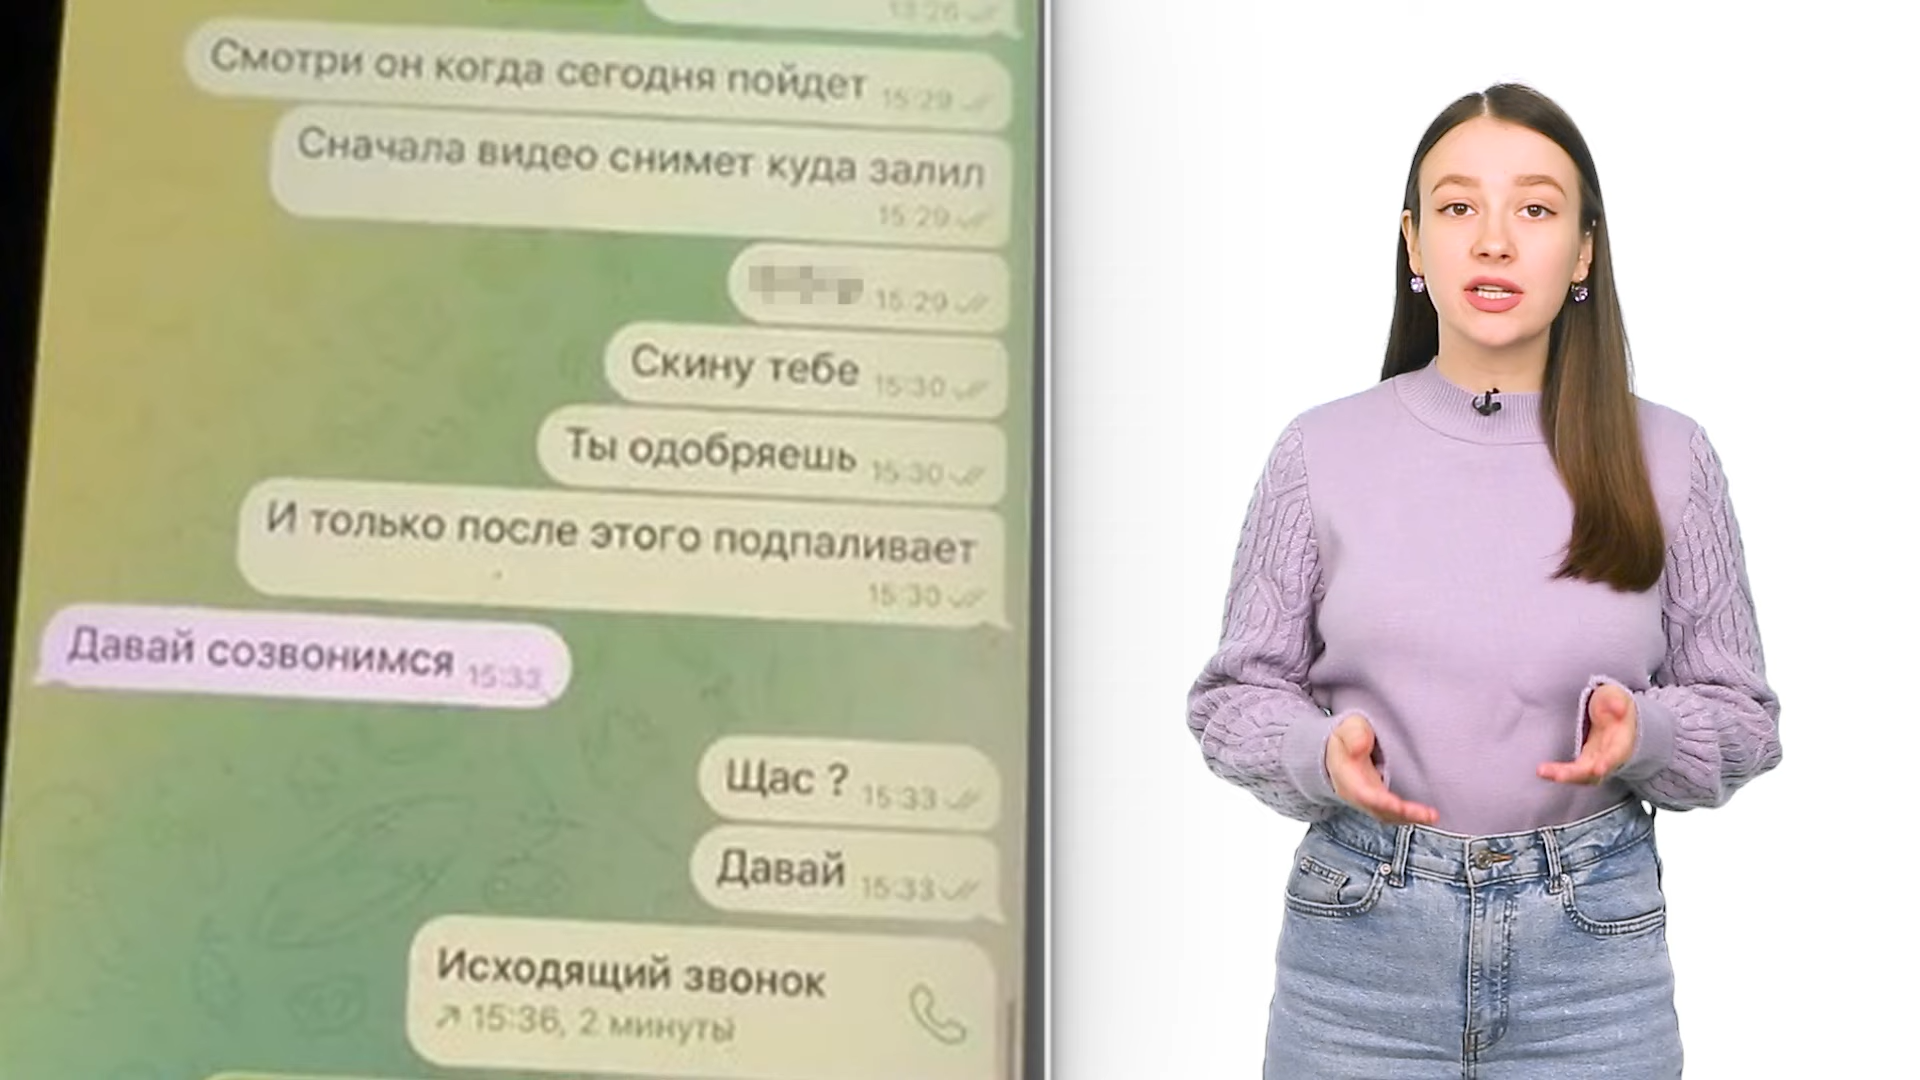 13:26
Смотри он когда сегодня пойдет 15:29
Сначала видео снимет куда залил
15:29
15:29
Скину тебе 15:30
Ты одобряешь 15:30
И только после этого подпаливает
15:30
Давай созвонимся 15:33
Щас ? 15:33
Давай 15:33
Исходящий звонок
15:36, 2 минуты